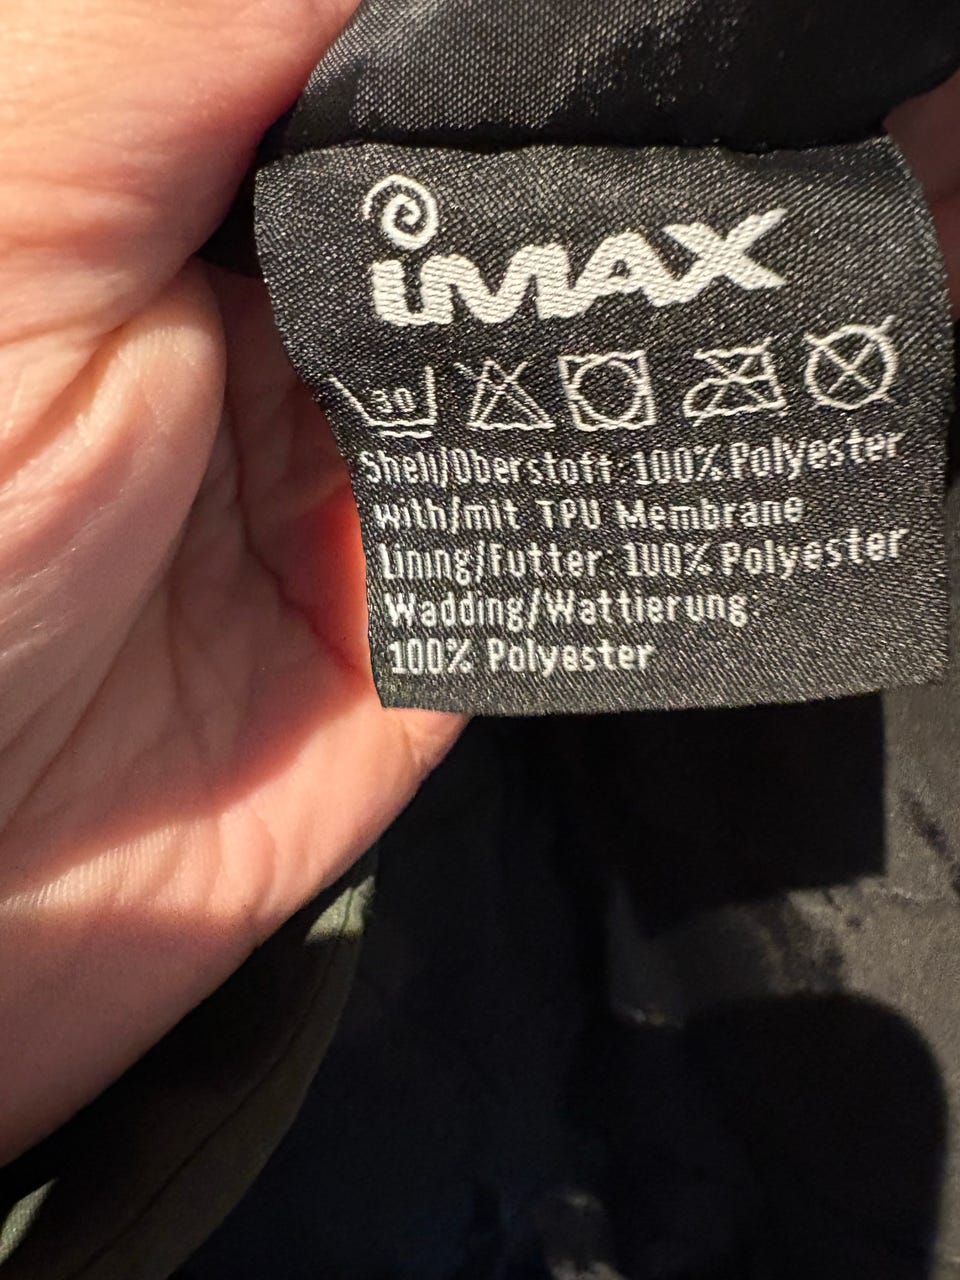 iMAX
30
Shell/Oberstoff: 100% Polyester
with/mit TPU Membrane
Lining/Futter: 100% Polyester
Wadding/Wattierung:
100% Polyester